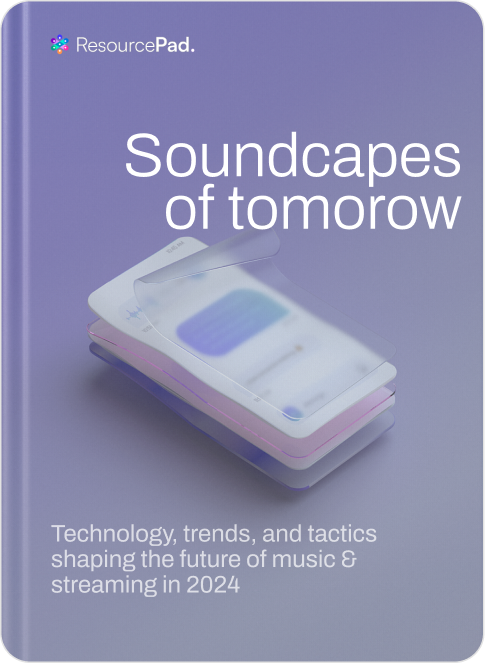 ResourcePad.
Soundcapes
of tomorow
Technology, trends, and tactics
shaping the future of music &
streaming in 2024